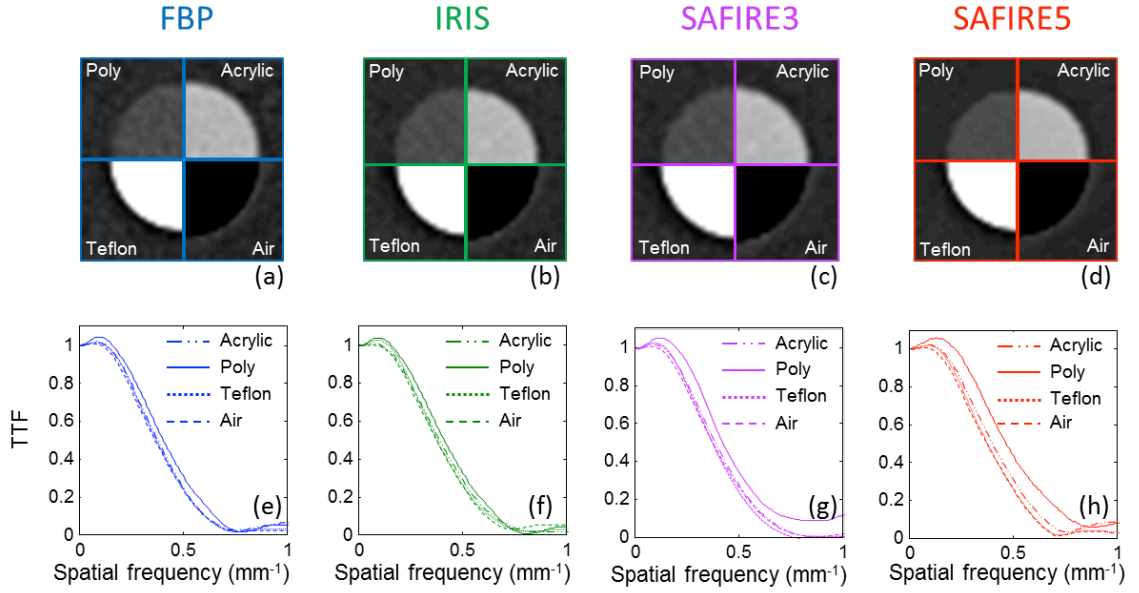 FBP IRIS SAFIRE3 SAFIRE5
Poly Acrylic Poly Acrylic Poly Acrylic Poly Acrylic
Teflon Air Teflon Air Teflon Air Teflon Air
(a) (b) (c) (d)
TTF
1 0.8 0.6 0.4 0.2 0
Acrylic
Poly
Teflon
Air
(e)
0 0.5 1
Spatial frequency (mm⁻¹)
1 0.8 0.6 0.4 0.2 0
Acrylic
Poly
Teflon
Air
(f)
0 0.5 1
Spatial frequency (mm⁻¹)
1 0.8 0.6 0.4 0.2 0
Acrylic
Poly
Teflon
Air
(g)
0 0.5 1
Spatial frequency (mm⁻¹)
1 0.8 0.6 0.4 0.2 0
Acrylic
Poly
Teflon
Air
(h)
0 0.5 1
Spatial frequency (mm⁻¹)